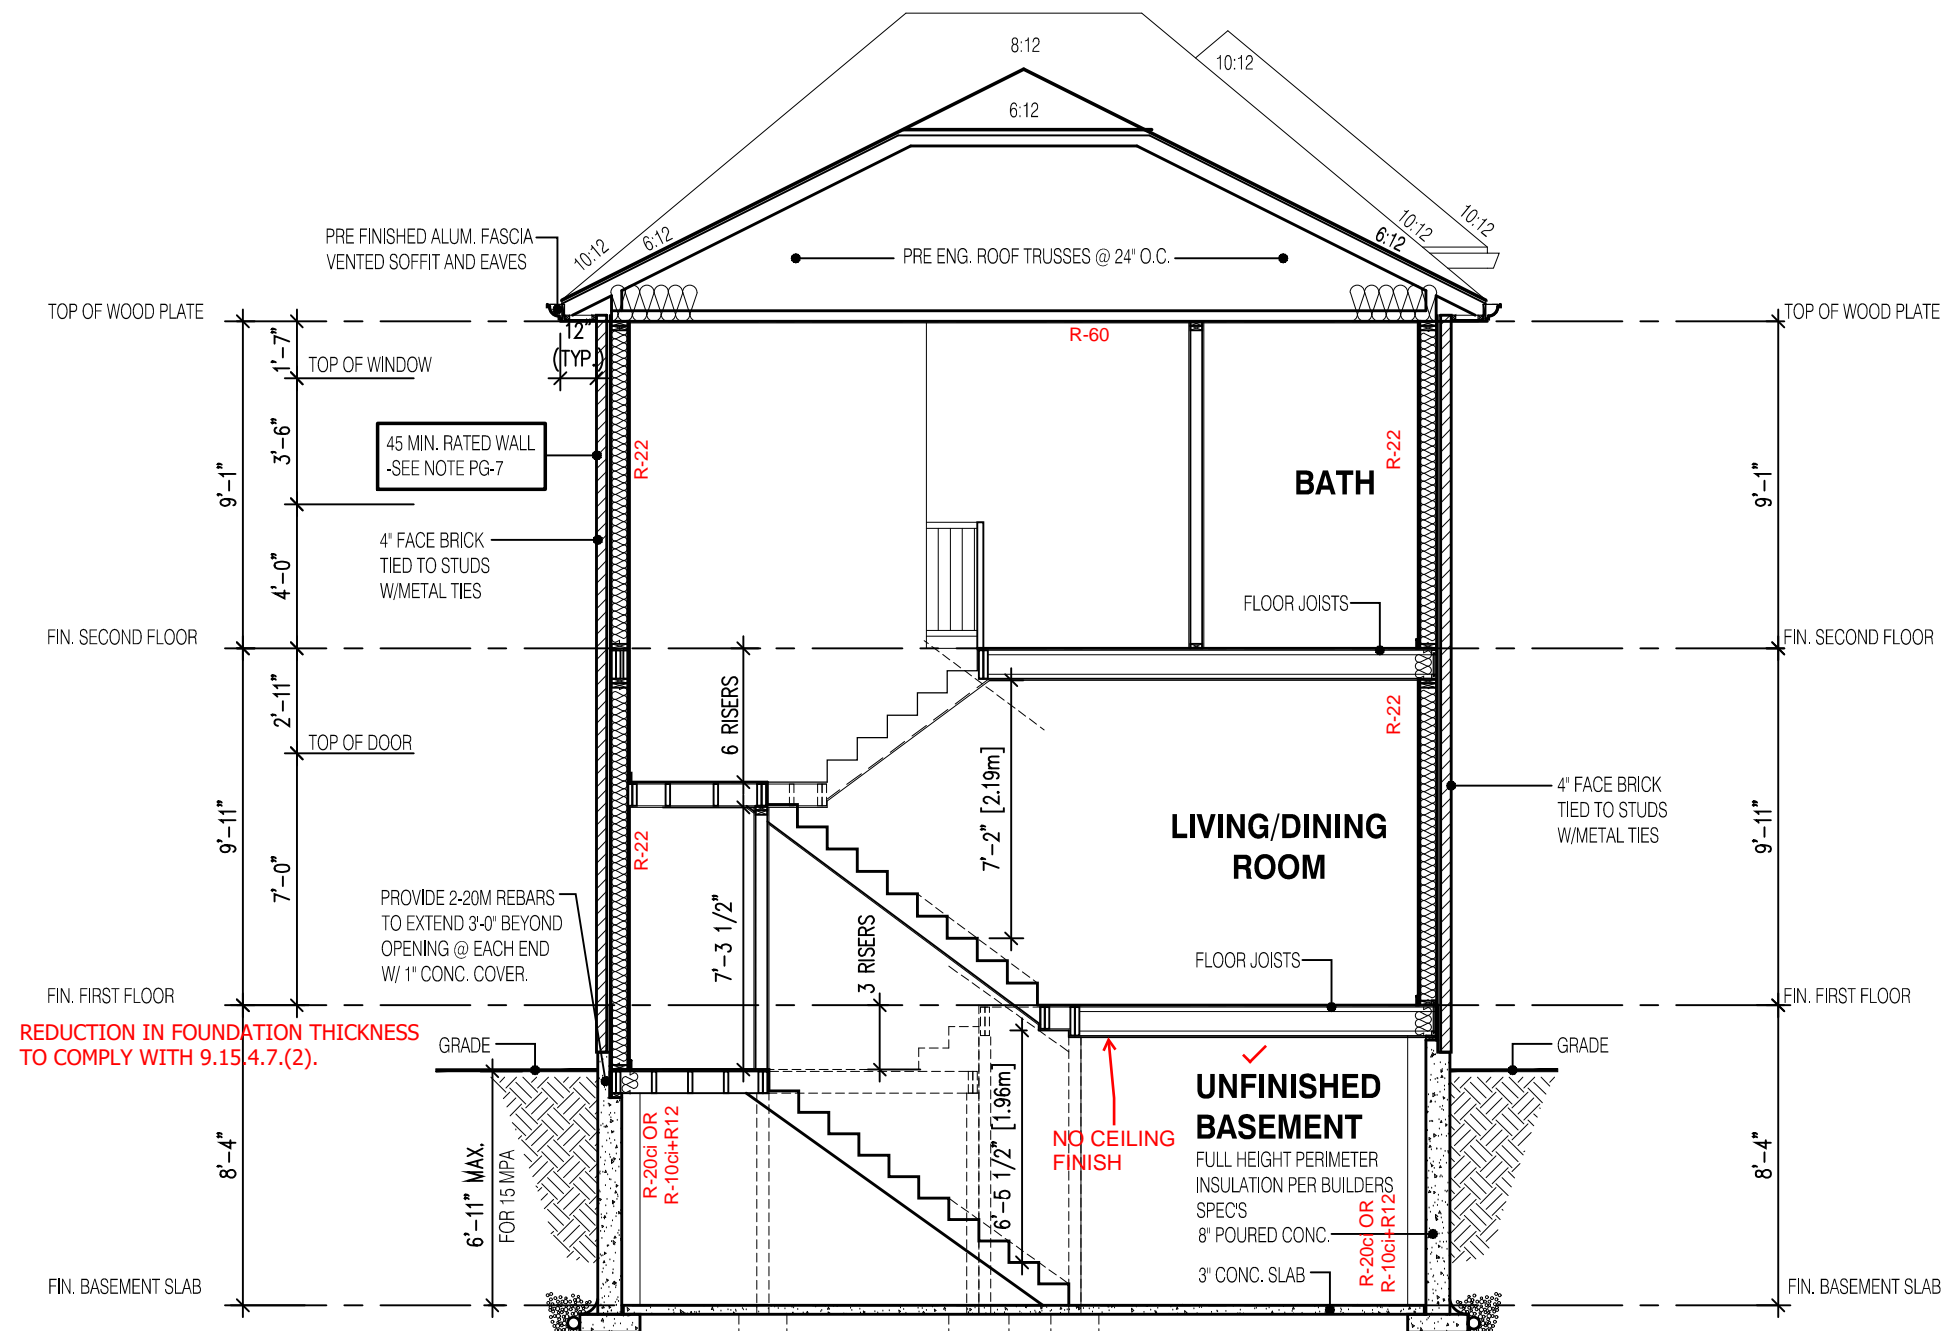 8:12
10:12
6:12
10:12
6:12
6:12
10:12
10:12
PRE FINISHED ALUM. FASCIA
VENTED SOFFIT AND EAVES
PRE ENG. ROOF TRUSSES @ 24" O.C.
TOP OF WOOD PLATE
TOP OF WOOD PLATE
12"
(TYP.)
R-60
1'-7"
TOP OF WINDOW
3'-6"
45 MIN. RATED WALL
-SEE NOTE PG-7
R-22
R-22
9'-1"
9'-1"
BATH
4" FACE BRICK
TIED TO STUDS
W/METAL TIES
4'-0"
FLOOR JOISTS
FIN. SECOND FLOOR
FIN. SECOND FLOOR
2'-11"
6 RISERS
R-22
TOP OF DOOR
7'-2" [2.19m]
4" FACE BRICK
TIED TO STUDS
W/METAL TIES
9'-11"
9'-11"
LIVING/DINING
ROOM
R-22
7'-0"
PROVIDE 2-20M REBARS
TO EXTEND 3'-0" BEYOND
OPENING @ EACH END
W/ 1" CONC. COVER.
7'-3 1/2"
3 RISERS
FLOOR JOISTS
FIN. FIRST FLOOR
FIN. FIRST FLOOR
REDUCTION IN FOUNDATION THICKNESS
TO COMPLY WITH 9.15.4.7.(2).
GRADE
GRADE
UNFINISHED
BASEMENT
NO CEILING
FINISH
R-20ci OR
R-10ci+R12
6'-5 1/2" [1.96m]
8'-4"
6'-11" MAX.
FOR 15 MPA
FULL HEIGHT PERIMETER
INSULATION PER BUILDERS
SPEC'S
8" POURED CONC.
3" CONC. SLAB
R-20ci OR
R-10ci+R12
8'-4"
FIN. BASEMENT SLAB
FIN. BASEMENT SLAB